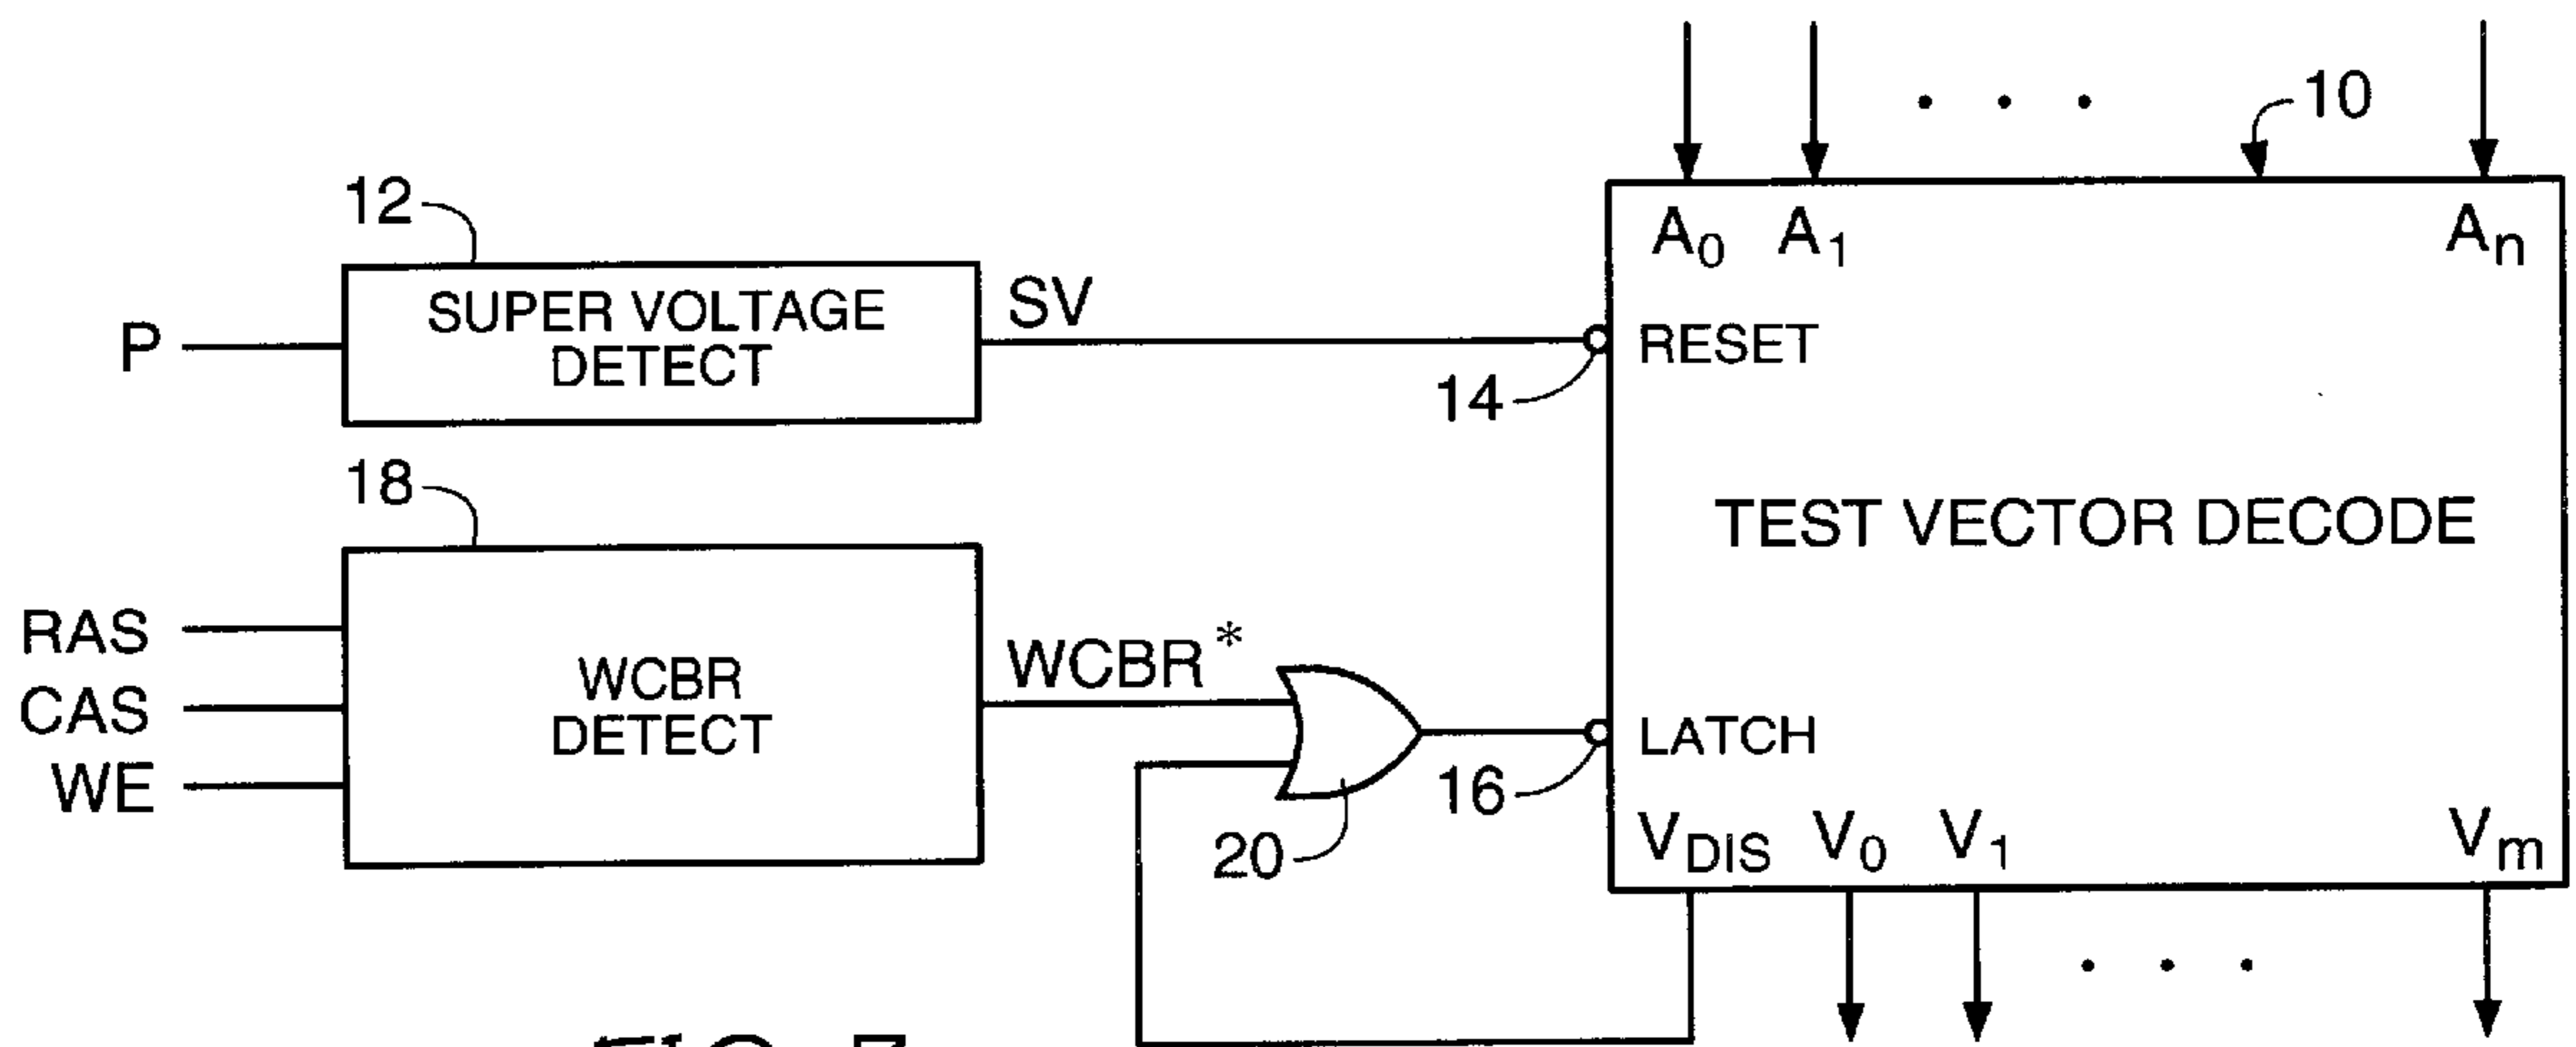 10
A0 A1 An
12
SUPER VOLTAGE
DETECT
P
SV
RESET
14
TEST VECTOR DECODE
18
RAS
CAS
WE
WCBR
DETECT
WCBR*
20
LATCH
16
VDIS V0 V1 Vm